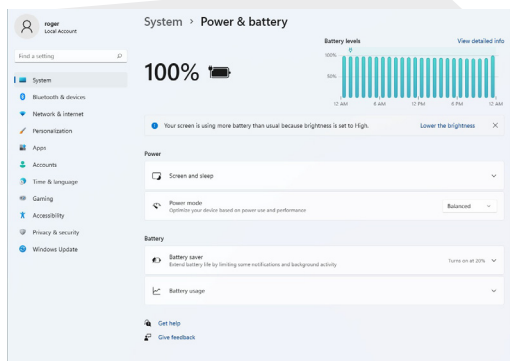 roger
Local Account
Find a setting
System
Bluetooth & devices
Network & internet
Personalization
Apps
Accounts
Time & language
Gaming
Accessibility
Privacy & security
Windows Update
System > Power & battery
100%
Battery levels
View detailed info
100%
50%
12 AM 6 AM 12 PM 6 PM 12 AM
Your screen is using more battery than usual because brightness is set to High. Lower the brightness
Power
Screen and sleep
Power mode
Optimize your device based on power use and performance
Balanced
Battery
Battery saver
Extend battery life by limiting some notifications and background activity
Turns on at 20%
Battery usage
Get help
Give feedback